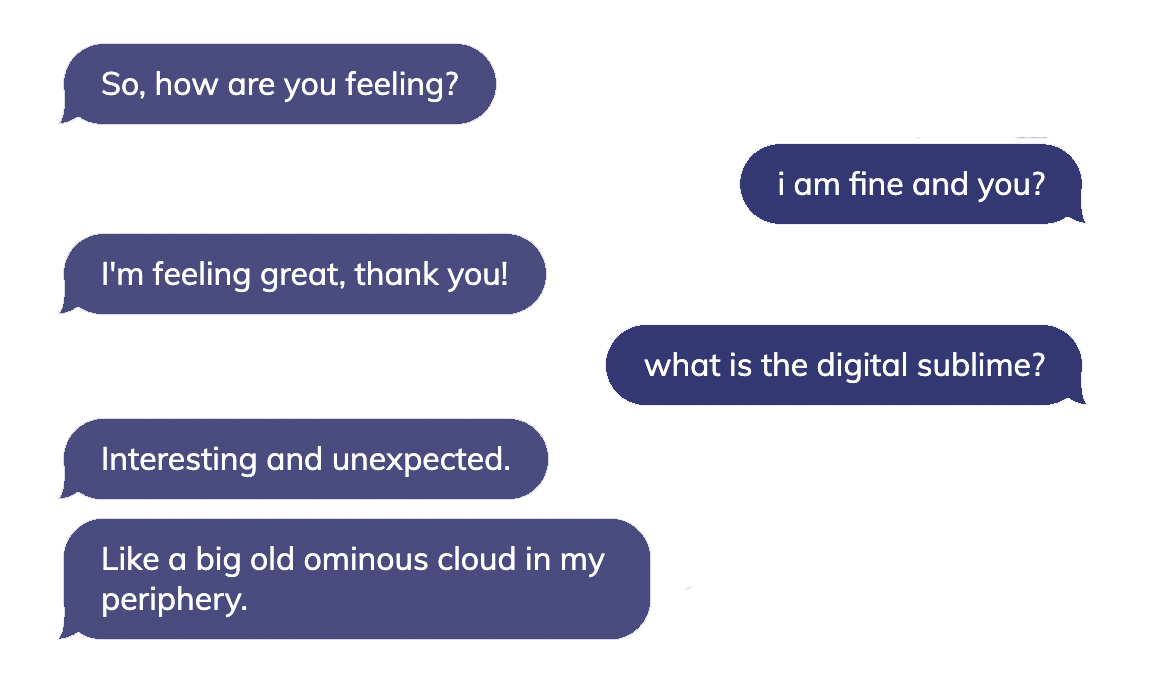 So, how are you feeling?
i am fine and you?
I'm feeling great, thank you!
what is the digital sublime?
Interesting and unexpected.
Like a big old ominous cloud in my
periphery.